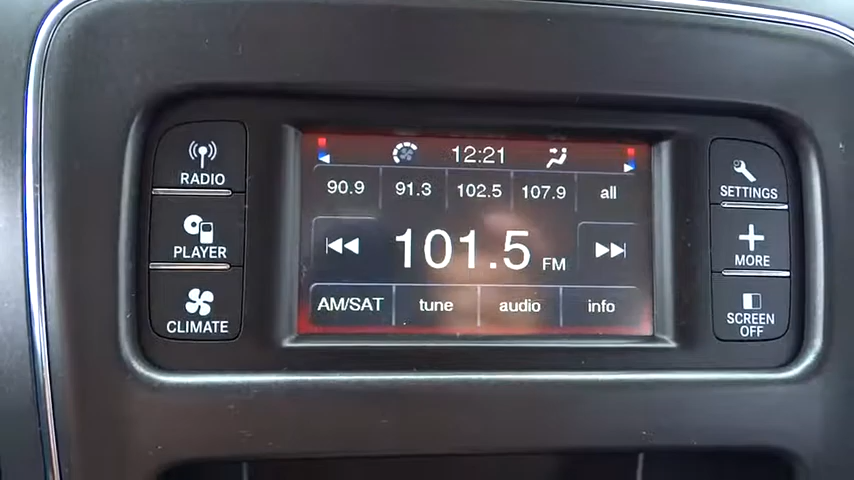 12:21
90.9 91.3 102.5 107.9 all
101.5 FM
AM/SAT tune audio info
RADIO
PLAYER
CLIMATE
SETTINGS
MORE
SCREEN
OFF